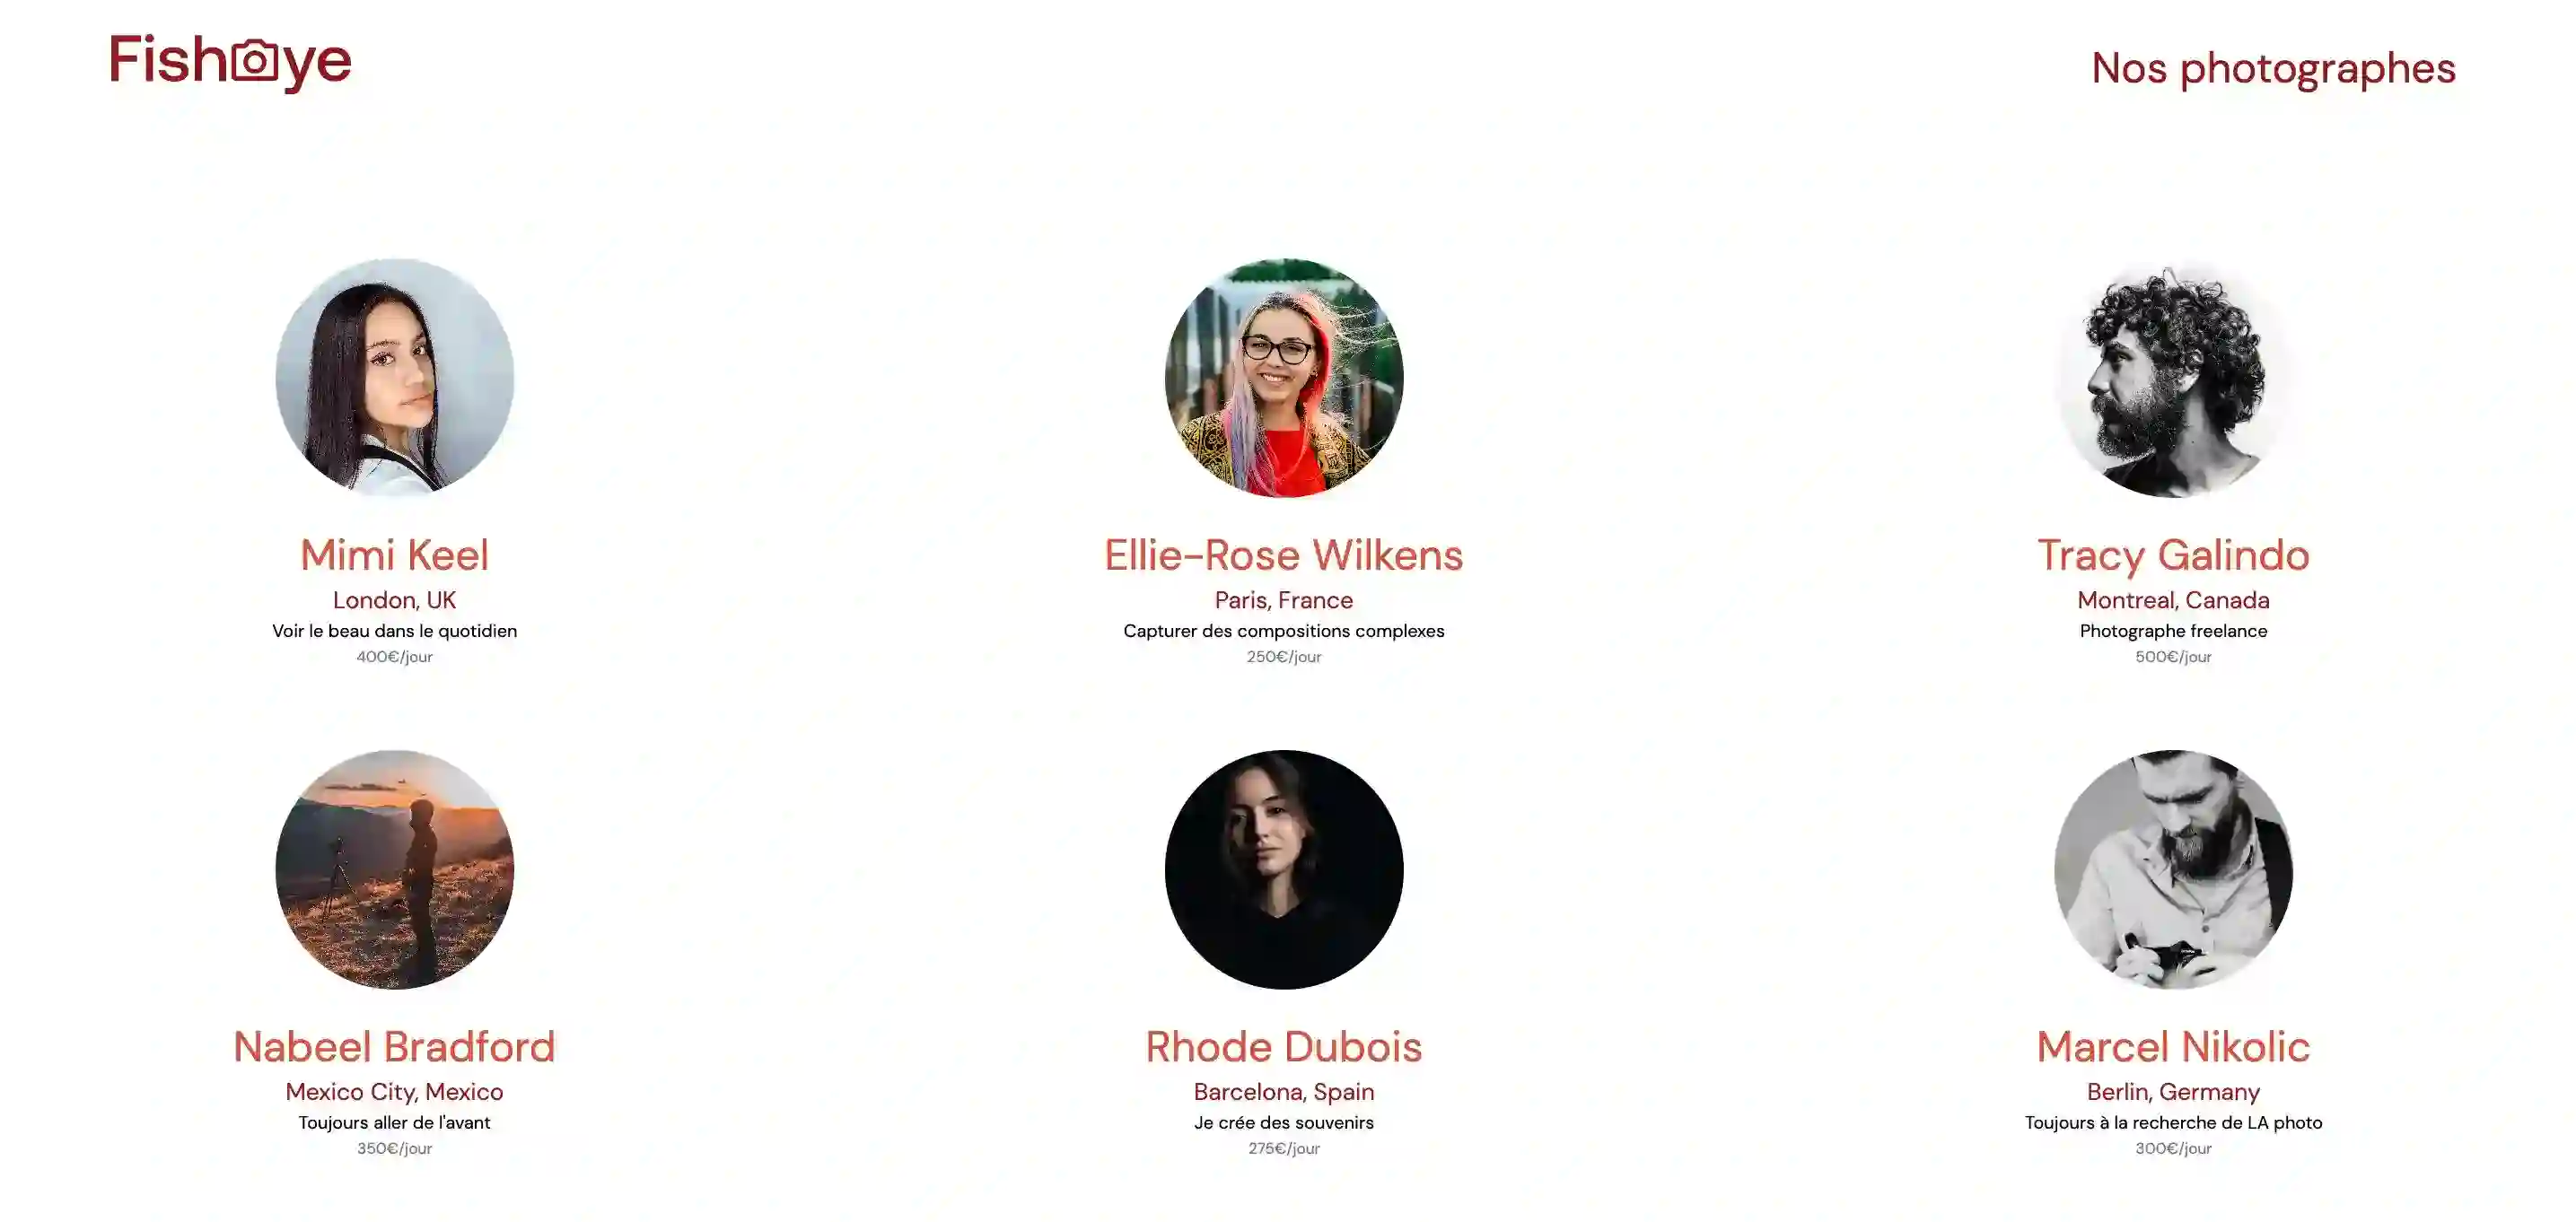 Fisheye
Nos photographes
Mimi Keel
London, UK
Voir le beau dans le quotidien
400€/jour
Ellie-Rose Wilkens
Paris, France
Capturer des compositions complexes
250€/jour
Tracy Galindo
Montreal, Canada
Photographe freelance
500€/jour
Nabeel Bradford
Mexico City, Mexico
Toujours aller de l'avant
350€/jour
Rhode Dubois
Barcelona, Spain
Je crée des souvenirs
275€/jour
Marcel Nikolic
Berlin, Germany
Toujours à la recherche de LA photo
300€/jour